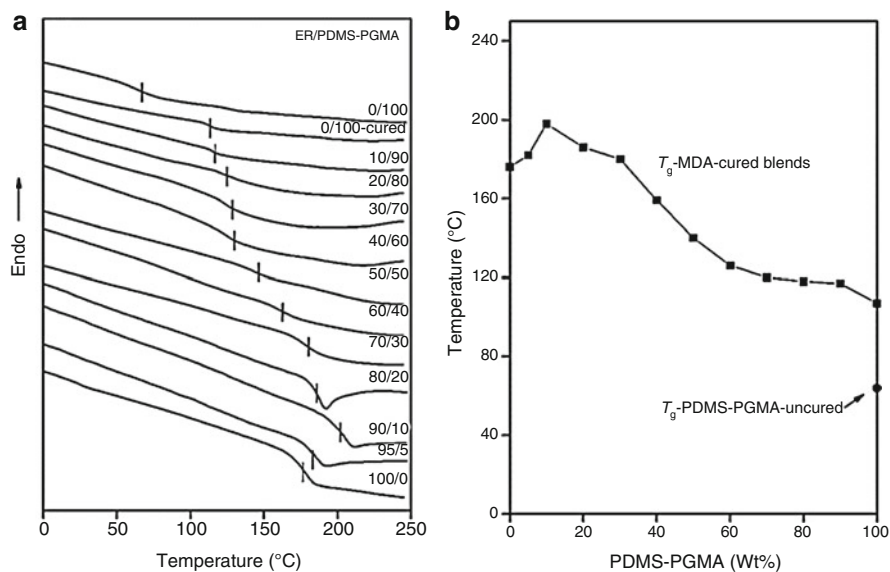 a
ER/PDMS-PGMA
0/100
0/100-cured
10/90
20/80
30/70
40/60
50/50
60/40
70/30
80/20
90/10
95/5
100/0
Endo
0 50 100 150 200 250
Temperature (°C)
b
240
200
160
120
80
40
0
Temperature (°C)
Tg-MDA-cured blends
Tg-PDMS-PGMA-uncured
0 20 40 60 80 100
PDMS-PGMA (Wt%)